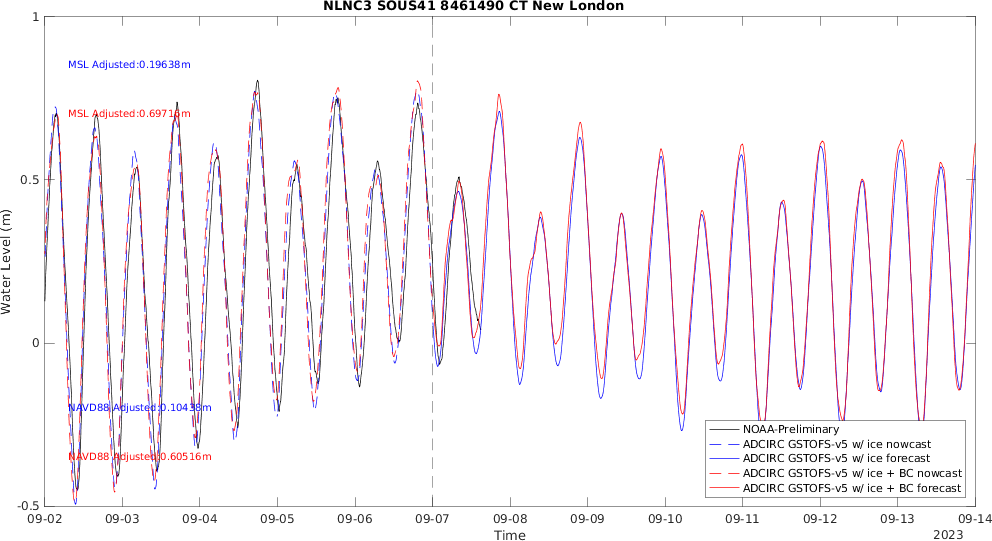 NLNC3 SOUS41 8461490 CT New London
1
MSL Adjusted:0.19638m
MSL Adjusted:0.69715m
0.5
Water Level (m)
0
NAVD88 Adjusted:0.10438m
NAVD88 Adjusted:0.60516m
NOAA-Preliminary
ADCIRC GSTOFS-v5 w/ ice nowcast
ADCIRC GSTOFS-v5 w/ ice forecast
ADCIRC GSTOFS-v5 w/ ice + BC nowcast
ADCIRC GSTOFS-v5 w/ ice + BC forecast
-0.5
09-02 09-03 09-04 09-05 09-06 09-07 09-08 09-09 09-10 09-11 09-12 09-13 09-14
Time
2023